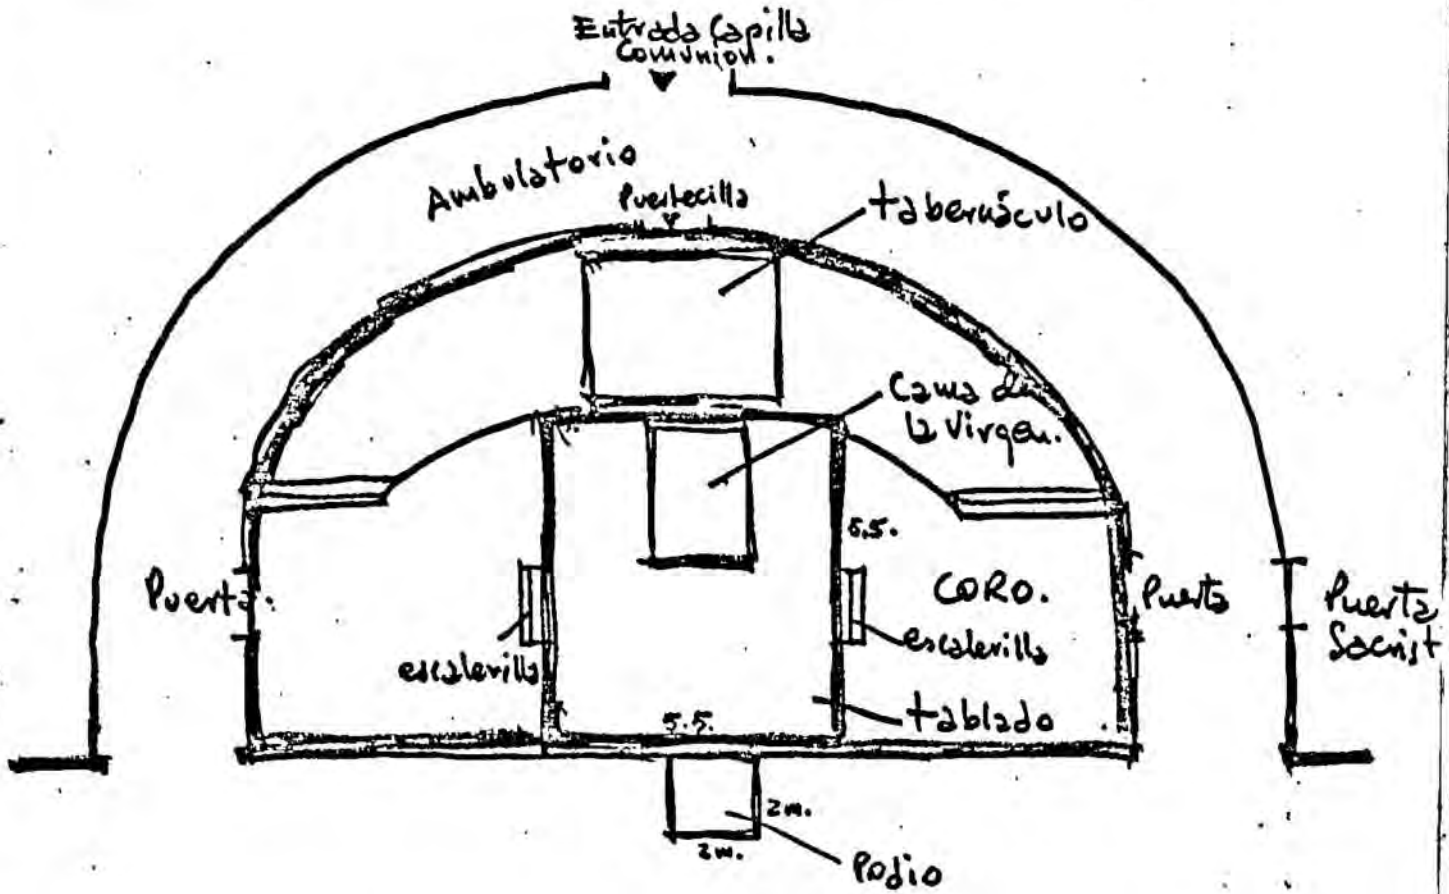 Entrada Capilla
Comunión.
Ambulatorio
Puertecilla
tabernáculo
Cama de
la Virgen.
5.5.
Puerta.
CORO.
Puerta
Puerta
Sacrist
escalerilla
escalerilla
tablado
5.5.
2m.
2m.
Podio